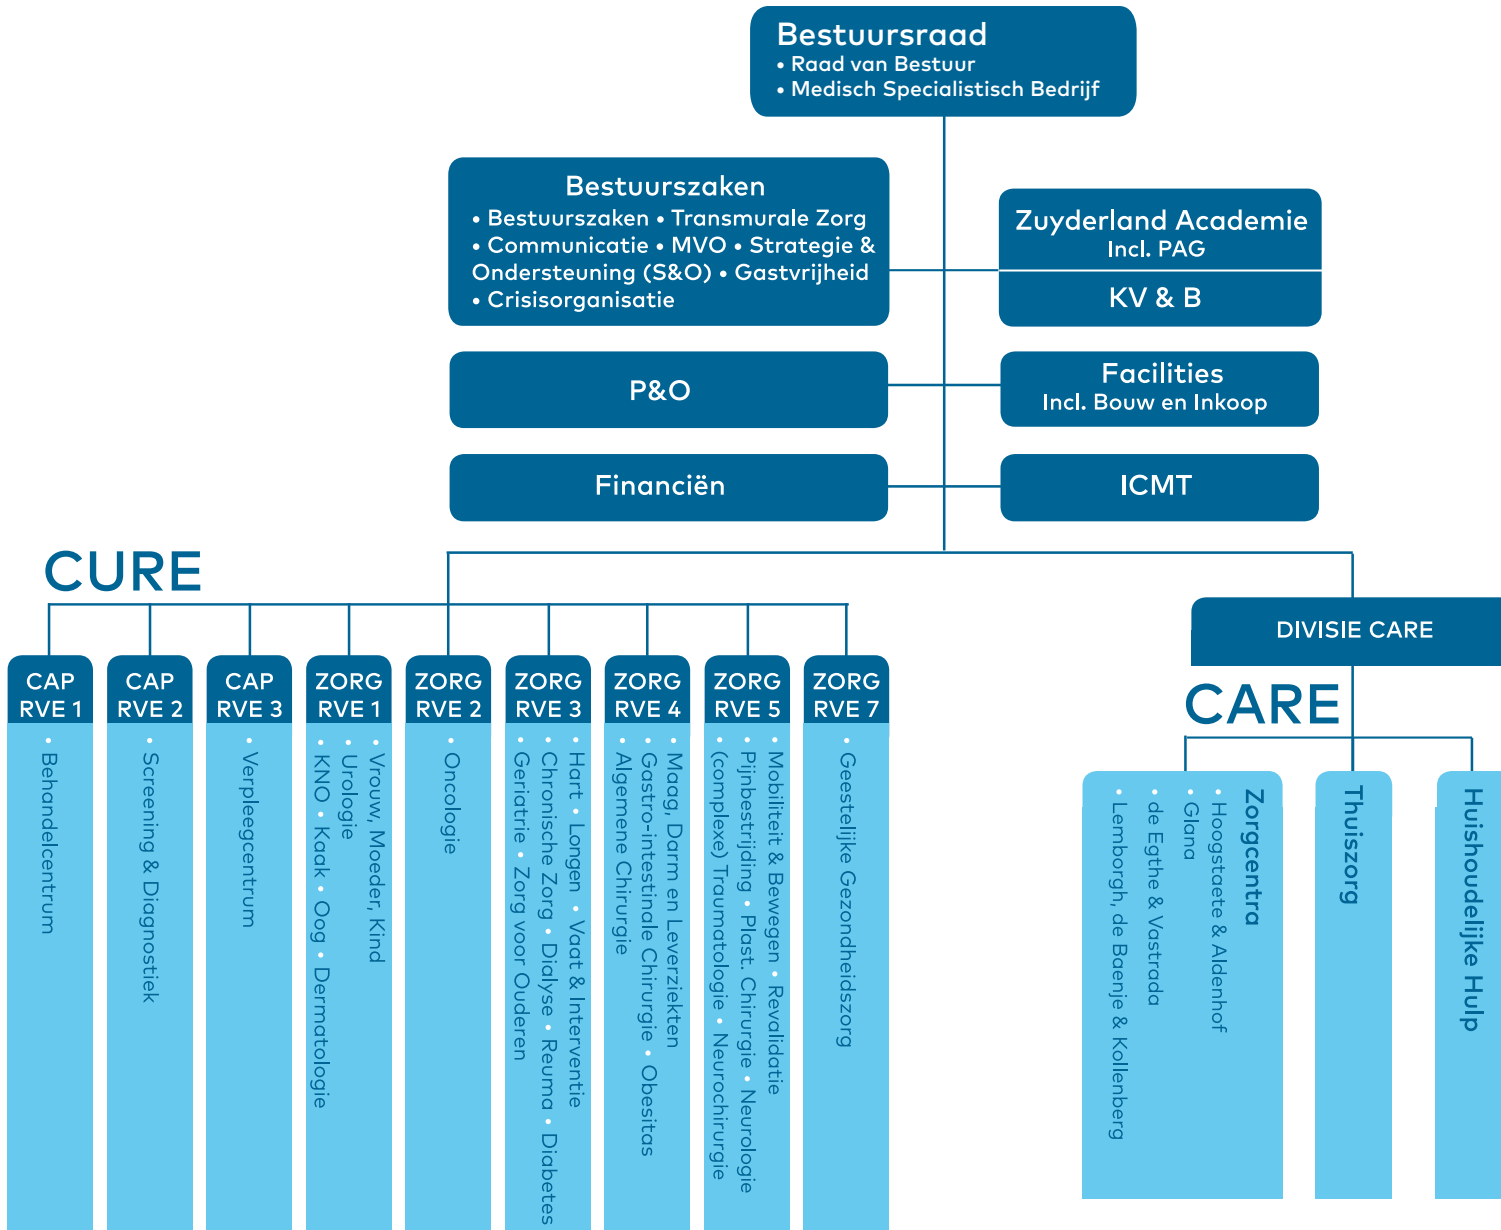 Bestuursraad
• Raad van Bestuur
• Medisch Specialistisch Bedrijf
Bestuurszaken
• Bestuurszaken • Transmurale Zorg
• Communicatie • MVO • Strategie &
Ondersteuning (S&O) • Gastvrijheid
• Crisisorganisatie
Zuyderland Academie
Incl. PAG
KV & B
P&O
Facilities
Incl. Bouw en Inkoop
Financiën
ICMT
CURE
CAP
RVE 1
• Behandelcentrum
CAP
RVE 2
• Screening & Diagnostiek
CAP
RVE 3
• Verpleegcentrum
ZORG
RVE 1
• Vrouw, Moeder, Kind
• Urologie
• KNO • Kaak • Oog • Dermatologie
ZORG
RVE 2
• Oncologie
ZORG
RVE 3
• Hart • Longen • Vaat & Interventie
• Chronische Zorg • Dialyse • Reuma • Diabetes
• Geriatrie • Zorg voor Ouderen
ZORG
RVE 4
• Maag, Darm en Leverziekten
• Gastro-intestinale Chirurgie • Obesitas
• Algemene Chirurgie
ZORG
RVE 5
• Mobiliteit & Bewegen • Revalidatie
• Pijnbestrijding • Plast. Chirurgie • Neurologie
• (complexe) Traumatologie • Neurochirurgie
ZORG
RVE 7
• Geestelijke Gezondheidszorg
DIVISIE CARE
CARE
Zorgcentra
• Hoogstaete & Aldenhof
• Glana
• de Egthe & Vastrada
• Lemborgh, de Baenje & Kollenberg
Thuiszorg
Huishoudelijke Hulp